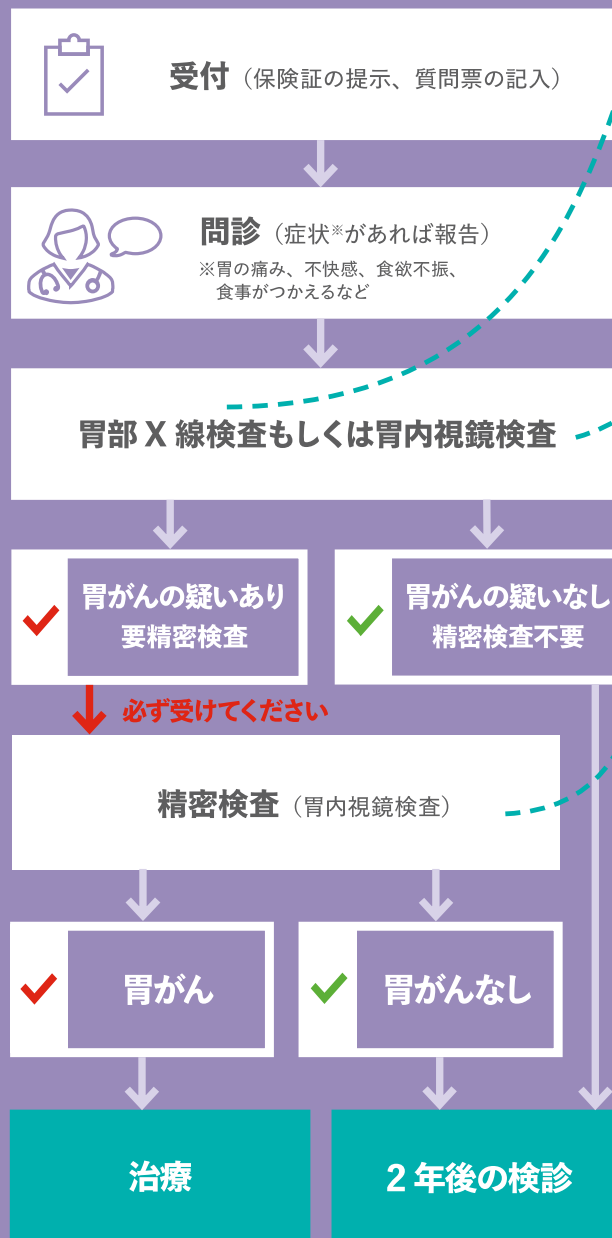 受付（保険証の提示、質問票の記入）
問診（症状※があれば報告）
※胃の痛み、不快感、食欲不振、
食事がつかえるなど
胃部 X 線検査もしくは胃内視鏡検査
胃がんの疑いあり
要精密検査
胃がんの疑いなし
精密検査不要
必ず受けてください
精密検査（胃内視鏡検査）
胃がん
胃がんなし
治療
2 年後の検診